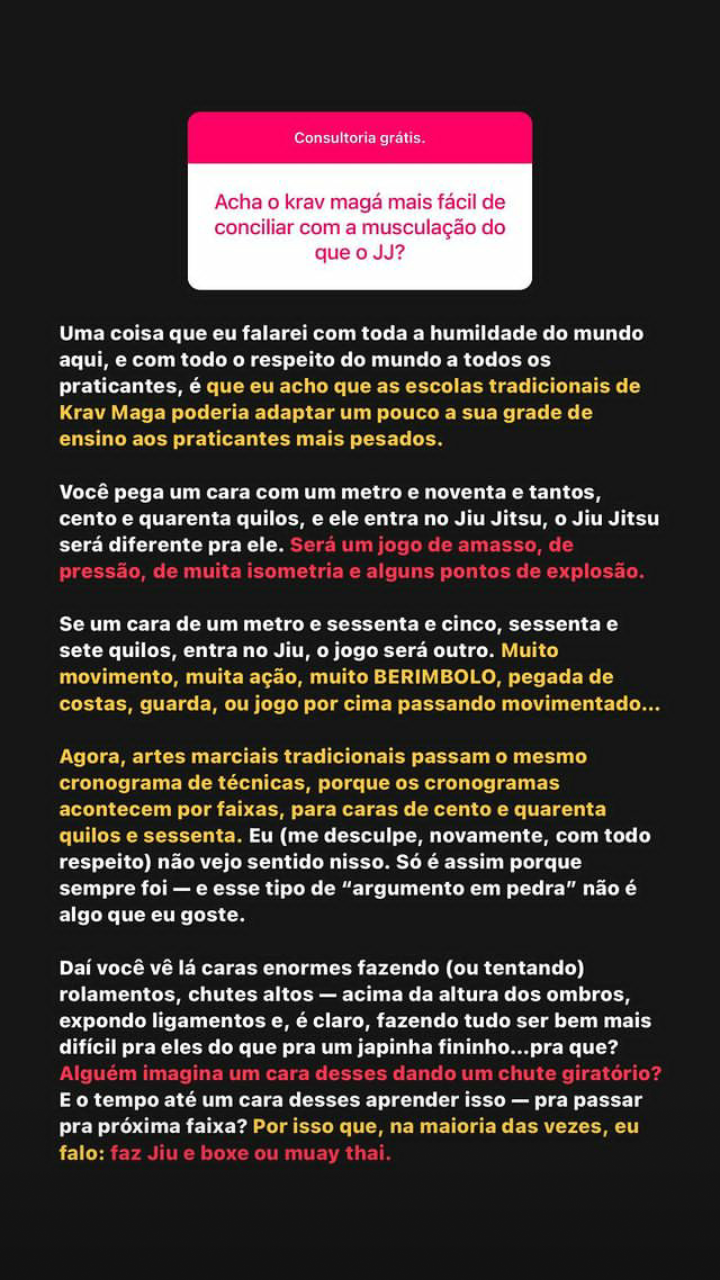 Consultoria grátis.
Acha o krav magá mais fácil de
conciliar com a musculação do
que o JJ?
Uma coisa que eu falarei com toda a humildade do mundo
aqui, e com todo o respeito do mundo a todos os
praticantes, é que eu acho que as escolas tradicionais de
Krav Maga poderia adaptar um pouco a sua grade de
ensino aos praticantes mais pesados.
Você pega um cara com um metro e noventa e tantos,
cento e quarenta quilos, e ele entra no Jiu Jitsu, o Jiu Jitsu
será diferente pra ele. Será um jogo de amasso, de
pressão, de muita isometria e alguns pontos de explosão.
Se um cara de um metro e sessenta e cinco, sessenta e
sete quilos, entra no Jiu, o jogo será outro. Muito
movimento, muita ação, muito BERIMBOLO, pegada de
costas, guarda, ou jogo por cima passando movimentado...
Agora, artes marciais tradicionais passam o mesmo
cronograma de técnicas, porque os cronogramas
acontecem por faixas, para caras de cento e quarenta
quilos e sessenta. Eu (me desculpe, novamente, com todo
respeito) não vejo sentido nisso. Só é assim porque
sempre foi — e esse tipo de “argumento em pedra” não é
algo que eu goste.
Daí você vê lá caras enormes fazendo (ou tentando)
rolamentos, chutes altos — acima da altura dos ombros,
expondo ligamentos e, é claro, fazendo tudo ser bem mais
difícil pra eles do que pra um japinha fininho...pra que?
Alguém imagina um cara desses dando um chute giratório?
E o tempo até um cara desses aprender isso — pra passar
pra próxima faixa? Por isso que, na maioria das vezes, eu
falo: faz Jiu e boxe ou muay thai.